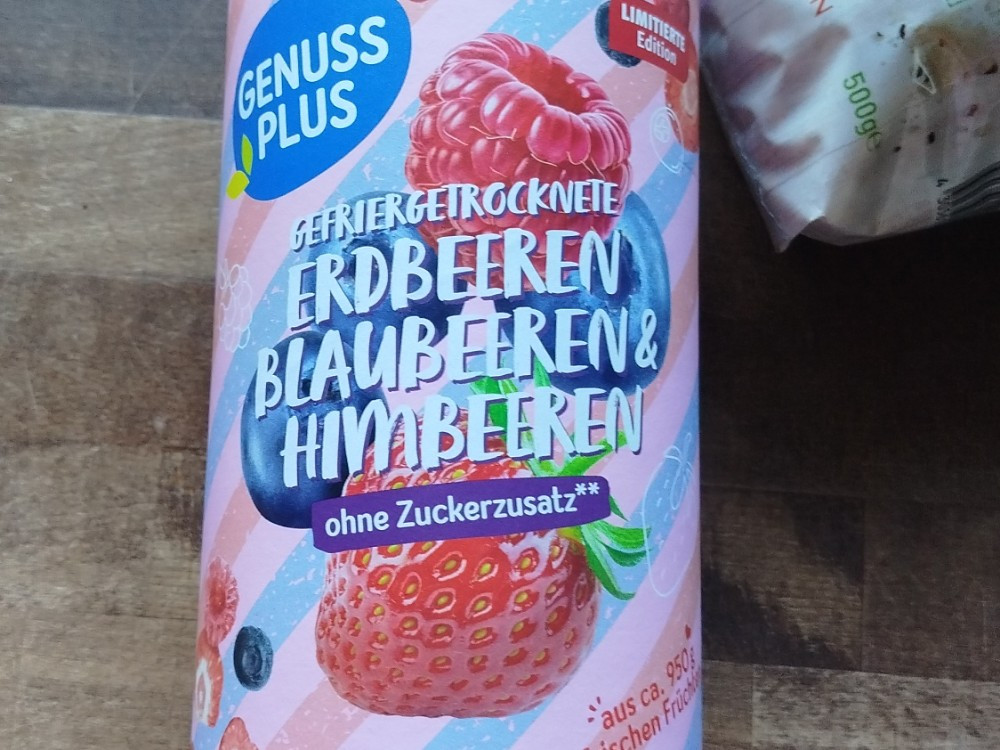 GENUSS
PLUS
LIMITIERTE
Edition
GEFRIERGETROCKNETE
ERDBEEREN
BLAUBEEREN &
HIMBEEREN
ohne Zuckerzusatz**
aus ca. 950 g
500g℮